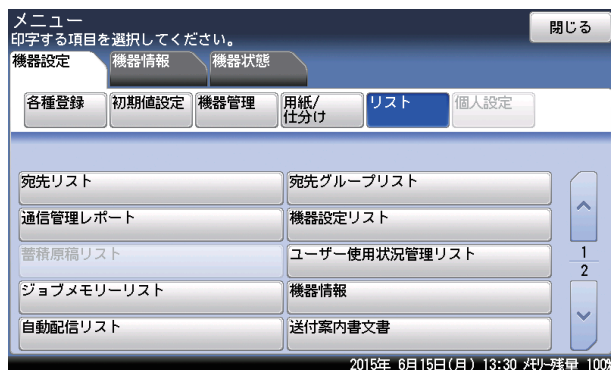 メニュー
印字する項目を選択してください。
閉じる
機器設定
機器情報
機器状態
各種登録
初期値設定
機器管理
用紙/
仕分け
リスト
個人設定
宛先リスト
宛先グループリスト
通信管理レポート
機器設定リスト
蓄積原稿リスト
ユーザー使用状況管理リスト
ジョブメモリーリスト
機器情報
自動配信リスト
送付案内書文書
1
2
2015年 6月15日(月) 13:30 メモリー残量 100%